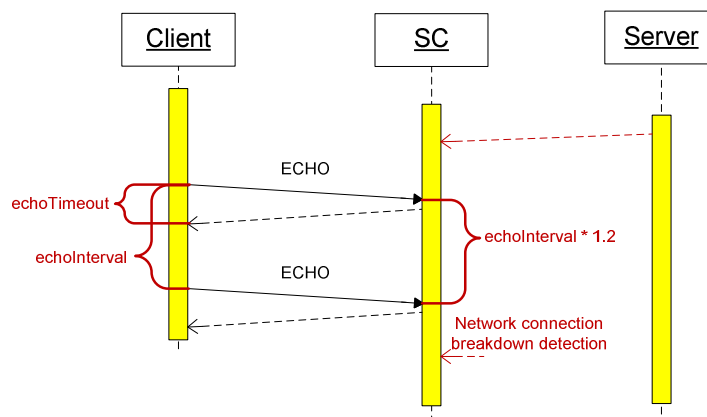 Client
SC
Server
ECHO
echoTimeout
echoInterval
echoInterval * 1.2
ECHO
Network connection
breakdown detection